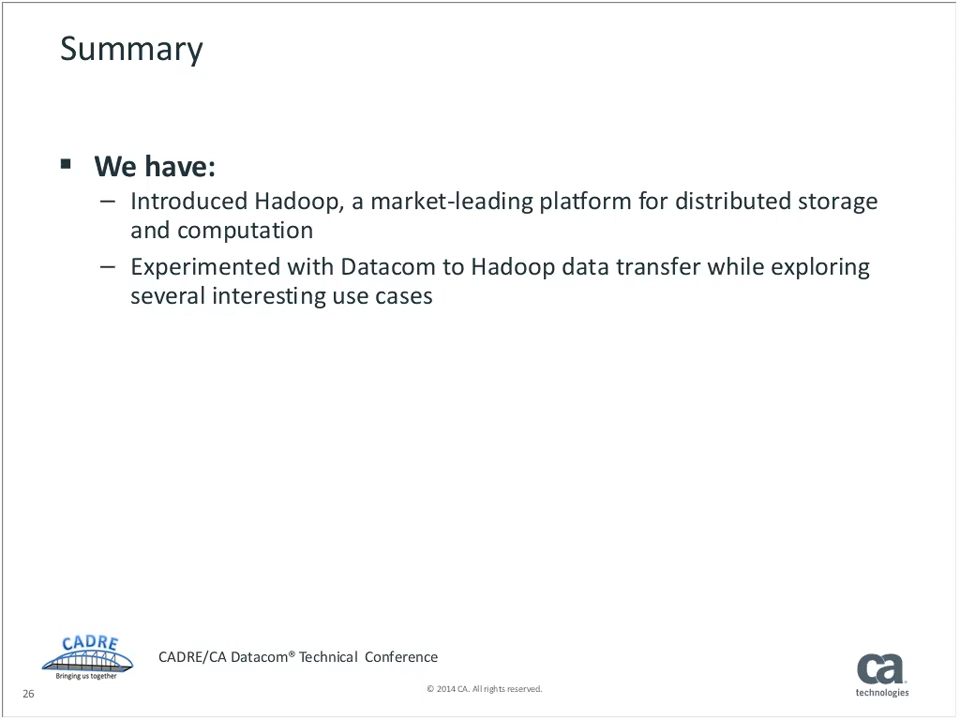 Summary
▪ We have:
– Introduced Hadoop, a market-leading platform for distributed storage
and computation
– Experimented with Datacom to Hadoop data transfer while exploring
several interesting use cases
CADRE
Bringing us together
CADRE/CA Datacom® Technical Conference
26
© 2014 CA. All rights reserved.
ca
technologies